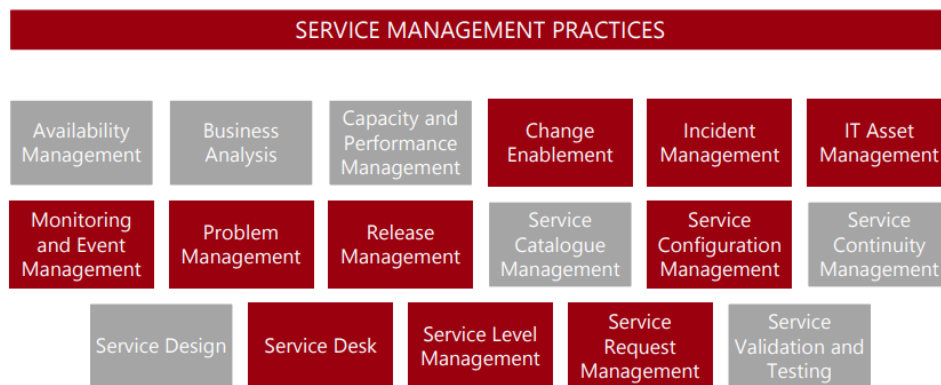 SERVICE MANAGEMENT PRACTICES
Availability
Management
Business
Analysis
Capacity and
Performance
Management
Change
Enablement
Incident
Management
IT Asset
Management
Monitoring
and Event
Management
Problem
Management
Release
Management
Service
Catalogue
Management
Service
Configuration
Management
Service
Continuity
Management
Service Design
Service Desk
Service Level
Management
Service
Request
Management
Service
Validation and
Testing